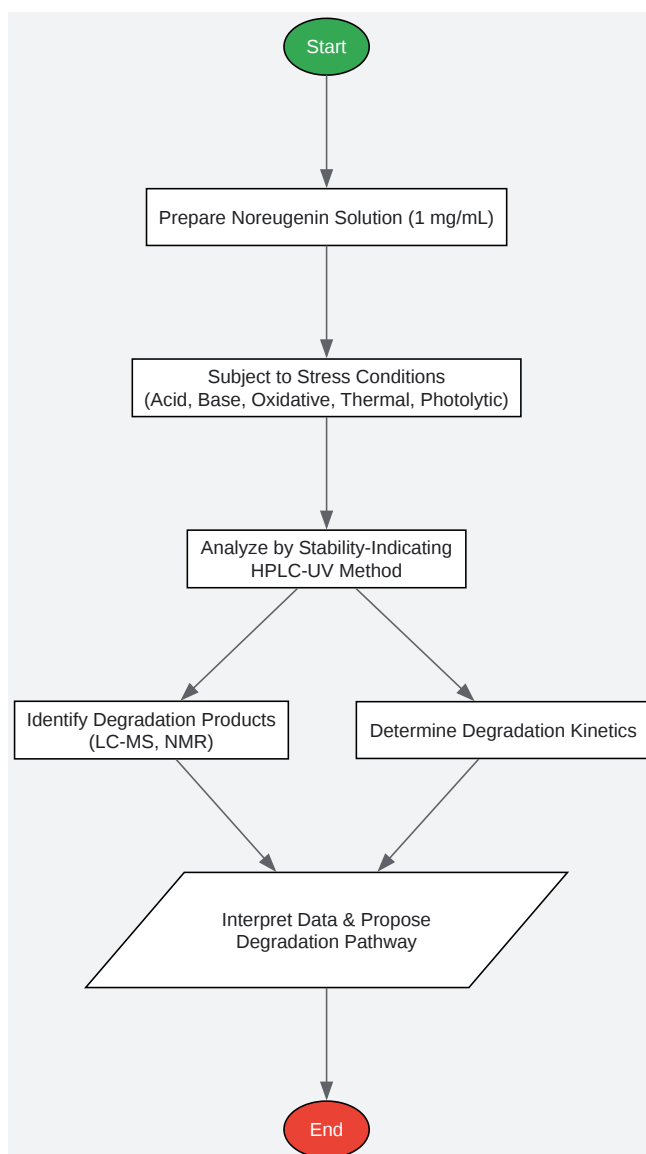 Start
Prepare Noreugenin Solution (1 mg/mL)
Subject to Stress Conditions
(Acid, Base, Oxidative, Thermal, Photolytic)
Analyze by Stability-Indicating
HPLC-UV Method
Identify Degradation Products
(LC-MS, NMR)
Determine Degradation Kinetics
Interpret Data & Propose
Degradation Pathway
End